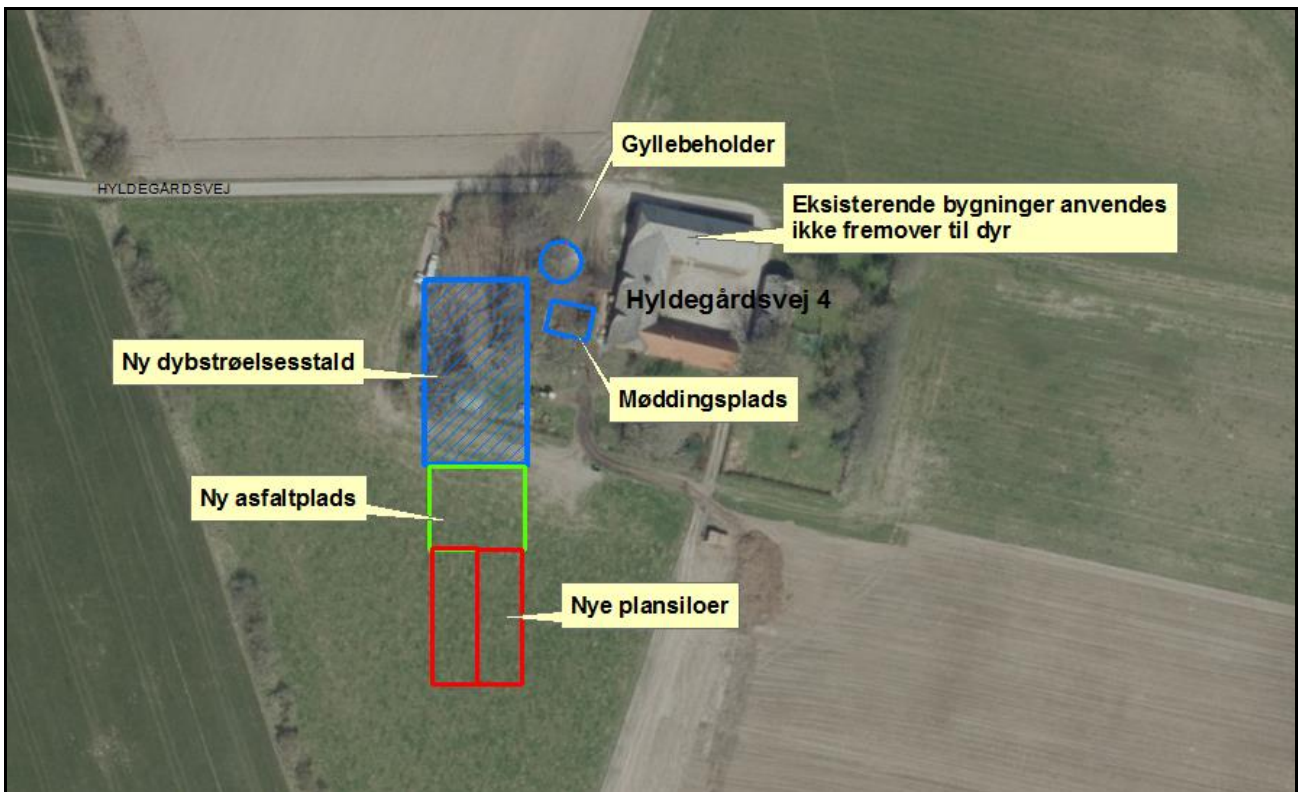 Gyllebeholder
HYLDEGÅRDSVEJ
Eksisterende bygninger anvendes
ikke fremover til dyr
Hyldegårdsvej 4
Ny dybstrøelsesstald
Møddingsplads
Ny asfaltplads
Nye plansiloer